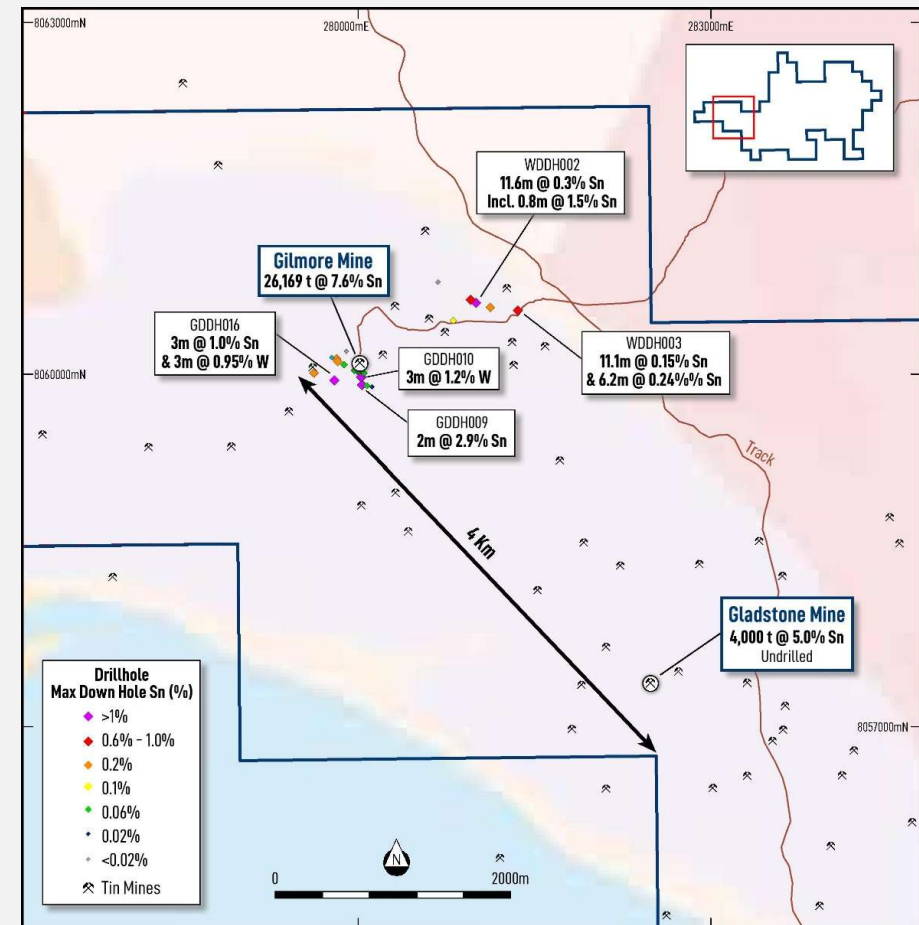 8063000mN
280000mE
283000mE
WDDH002
11.6m @ 0.3% Sn
Incl. 0.8m @ 1.5% Sn
Gilmore Mine
26,169 t @ 7.6% Sn
GDDH016
3m @ 1.0% Sn
& 3m @ 0.95% W
GDDH010
3m @ 1.2% W
WDDH003
11.1m @ 0.15% Sn
& 6.2m @ 0.24%% Sn
8060000mN
GDDH009
2m @ 2.9% Sn
Track
4 Km
Gladstone Mine
4,000 t @ 5.0% Sn
Undrilled
8057000mN
Drillhole
Max Down Hole Sn (%)
>1%
0.6% - 1.0%
0.2%
0.1%
0.06%
0.02%
<0.02%
Tin Mines
N
0
2000m